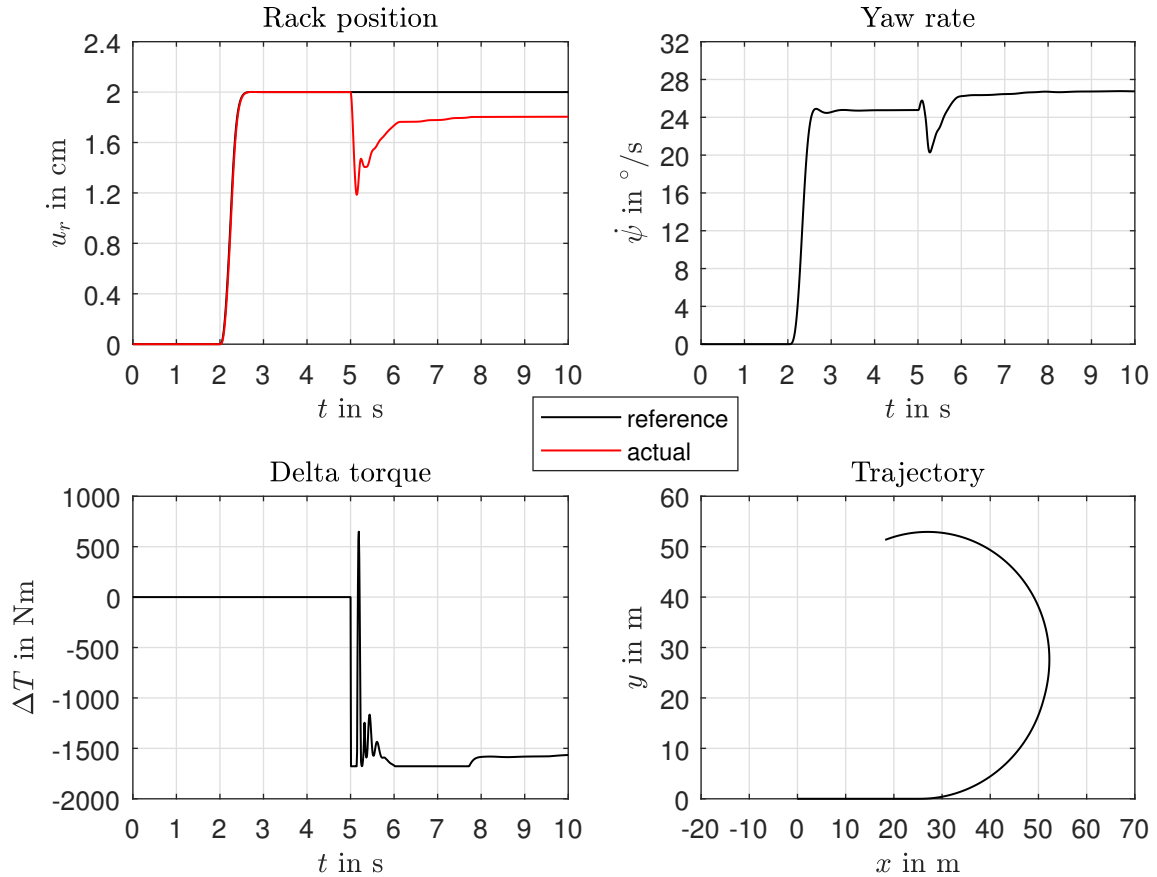 Rack position
2.4
2
1.6
1.2
0.8
0.4
0
u_r in cm
0 1 2 3 4 5 6 7 8 9 10
t in s
Yaw rate
32
28
24
20
16
12
8
4
0
ψ̇ in °/s
0 1 2 3 4 5 6 7 8 9 10
t in s
reference
actual
Delta torque
1000
500
0
-500
-1000
-1500
-2000
ΔT in Nm
0 1 2 3 4 5 6 7 8 9 10
t in s
Trajectory
60
50
40
30
20
10
0
y in m
-20 -10 0 10 20 30 40 50 60 70
x in m